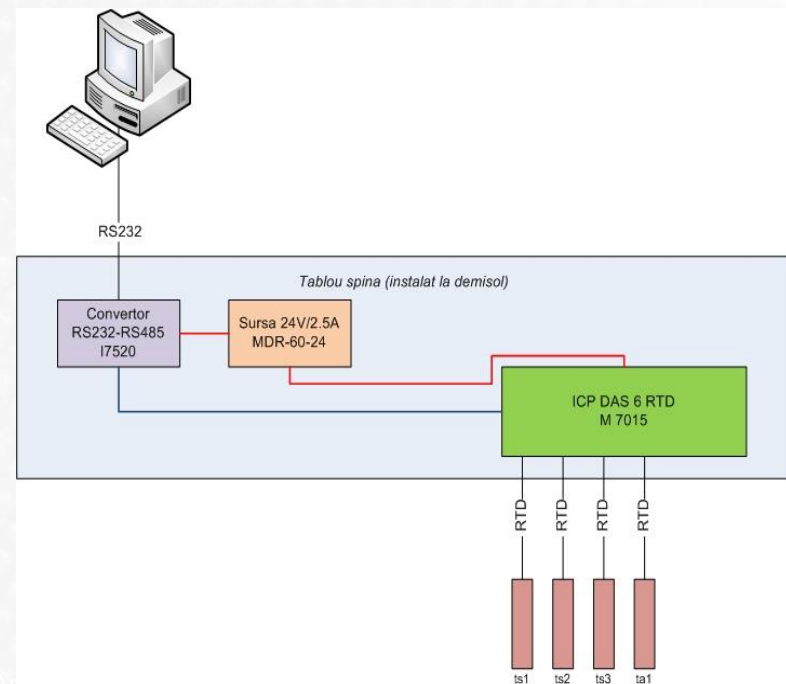 RS232
Tablou spina (instalat la demisol)
Convertor
RS232-RS485
I7520
Sursa 24V/2.5A
MDR-60-24
ICP DAS 6 RTD
M 7015
RTD
RTD
RTD
RTD
ts1
ts2
ts3
ta1